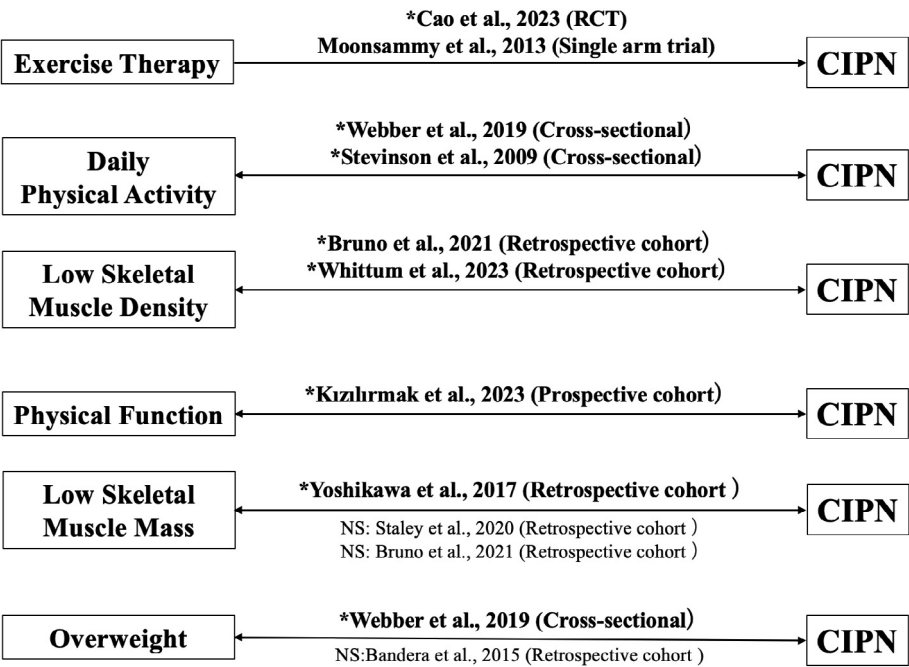 *Cao et al., 2023 (RCT)
Moonsammy et al., 2013 (Single arm trial)
Exercise Therapy
CIPN
*Webber et al., 2019 (Cross-sectional)
*Stevinson et al., 2009 (Cross-sectional)
Daily
Physical Activity
CIPN
*Bruno et al., 2021 (Retrospective cohort)
*Whittum et al., 2023 (Retrospective cohort)
Low Skeletal
Muscle Density
CIPN
*Kızılırmak et al., 2023 (Prospective cohort)
Physical Function
CIPN
*Yoshikawa et al., 2017 (Retrospective cohort )
Low Skeletal
Muscle Mass
CIPN
NS: Staley et al., 2020 (Retrospective cohort )
NS: Bruno et al., 2021 (Retrospective cohort )
*Webber et al., 2019 (Cross-sectional)
Overweight
CIPN
NS:Bandera et al., 2015 (Retrospective cohort )